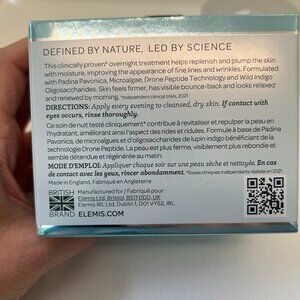 DEFINED BY NATURE, LED BY SCIENCE
This clinically proven* overnight treatment helps replenish and plump the skin
with moisture, improving the appearance of fine lines and wrinkles. Formulated
with Padina Pavonica, Microalgae, Drone Peptide Technology and Wild Indigo
Oligosaccharides. Skin feels firmer, has visible bounce-back and looks relaxed
and renewed by morning. *Independent clinical trials, 2021
DIRECTIONS: Apply every evening to cleansed, dry skin. If contact with
eyes occurs, rinse thoroughly.
Ce soin de nuit testé cliniquement* contribue à revitaliser et repulper la peau en
l'hydratant, améliorant ainsi l'aspect des rides et ridules. Formule à base de Padina
Pavonica, de microalgues et d'oligosaccharides de lupin indigo bénéficiant de la
technologie Drone Peptide. La peau est plus ferme, visiblement plus rebondie et
semble détendue et régénérée au matin.
MODE D'EMPLOI: Appliquer chaque soir sur une peau sèche et nettoyée. En cas
de contact avec les yeux, rincer abondamment. *Essais cliniques indépendants réalisés en 2021
Made in England. Fabriqué en Angleterre
BRITISH Manufactured for / Fabriqué pour:
Elemis Ltd, Bristol, BS11 0DD, UK
Elemis IRL Ltd, Dublin 1, D01 VY52, IRL
BRAND ELEMIS.COM